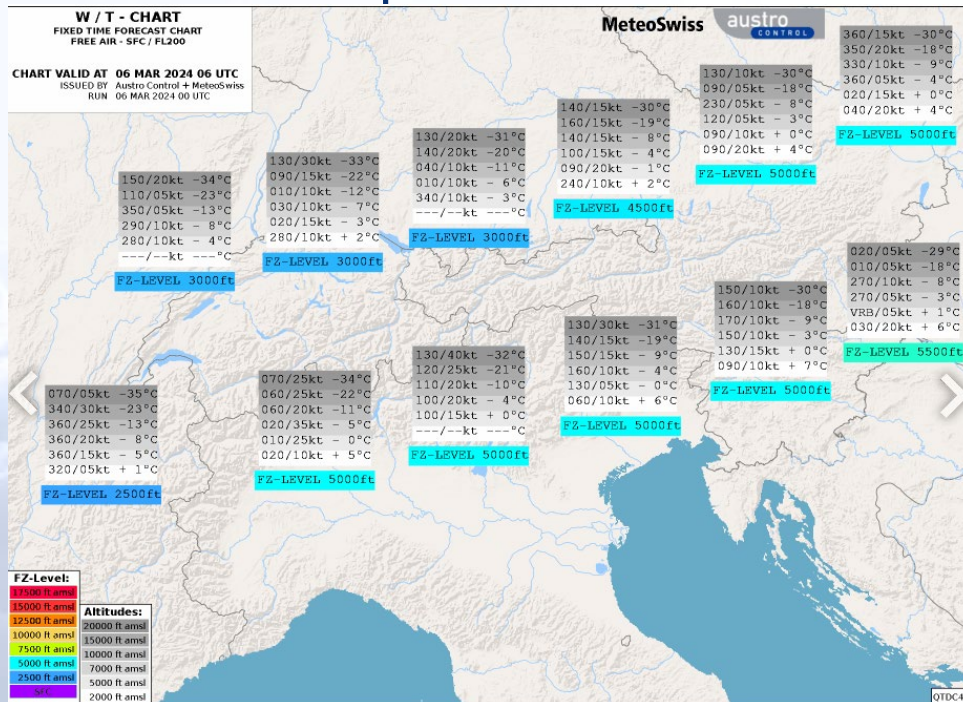 W / T - CHART
FIXED TIME FORECAST CHART
FREE AIR - SFC / FL200
CHART VALID AT 06 MAR 2024 06 UTC
ISSUED BY Austro Control + MeteoSwiss
RUN 06 MAR 2024 00 UTC
MeteoSwiss
austro
CONTROL
360/15kt -30°C
350/20kt -18°C
330/10kt - 9°C
360/05kt - 4°C
020/15kt + 0°C
040/20kt + 4°C
FZ-LEVEL 5000ft
130/10kt -30°C
090/05kt -18°C
230/05kt - 8°C
120/05kt - 3°C
090/10kt + 0°C
090/20kt + 4°C
FZ-LEVEL 5000ft
140/15kt -30°C
160/15kt -19°C
140/15kt - 8°C
100/15kt - 4°C
090/20kt - 1°C
240/10kt + 2°C
FZ-LEVEL 4500ft
130/20kt -31°C
140/20kt -20°C
040/10kt -11°C
010/10kt - 6°C
340/10kt - 3°C
---/--kt ---°C
FZ-LEVEL 3000ft
130/30kt -33°C
090/15kt -22°C
010/10kt -12°C
030/10kt - 7°C
020/15kt - 3°C
280/10kt + 2°C
FZ-LEVEL 3000ft
150/20kt -34°C
110/05kt -23°C
350/05kt -13°C
290/10kt - 8°C
280/10kt - 4°C
---/--kt ---°C
FZ-LEVEL 3000ft
020/05kt -29°C
010/05kt -18°C
270/10kt - 8°C
270/05kt - 3°C
VRB/05kt + 1°C
030/20kt + 6°C
FZ-LEVEL 5500ft
150/10kt -30°C
160/10kt -18°C
170/10kt - 9°C
150/10kt - 3°C
130/15kt + 0°C
090/10kt + 7°C
FZ-LEVEL 5000ft
130/30kt -31°C
140/15kt -19°C
150/15kt - 9°C
160/10kt - 4°C
130/05kt - 0°C
060/10kt + 6°C
FZ-LEVEL 5000ft
130/40kt -32°C
120/25kt -21°C
110/20kt -10°C
100/20kt - 4°C
100/15kt + 0°C
---/--kt ---°C
FZ-LEVEL 5000ft
070/25kt -34°C
060/25kt -22°C
060/20kt -11°C
020/35kt - 5°C
010/25kt - 0°C
020/10kt + 5°C
FZ-LEVEL 5000ft
070/05kt -35°C
340/30kt -23°C
360/25kt -13°C
360/20kt - 8°C
360/15kt - 5°C
320/05kt + 1°C
FZ-LEVEL 2500ft
FZ-Level:
17500 ft amsl
15000 ft amsl
12500 ft amsl
10000 ft amsl
7500 ft amsl
5000 ft amsl
2500 ft amsl
SFC
Altitudes:
20000 ft amsl
15000 ft amsl
10000 ft amsl
7000 ft amsl
5000 ft amsl
2000 ft amsl
QTDC4